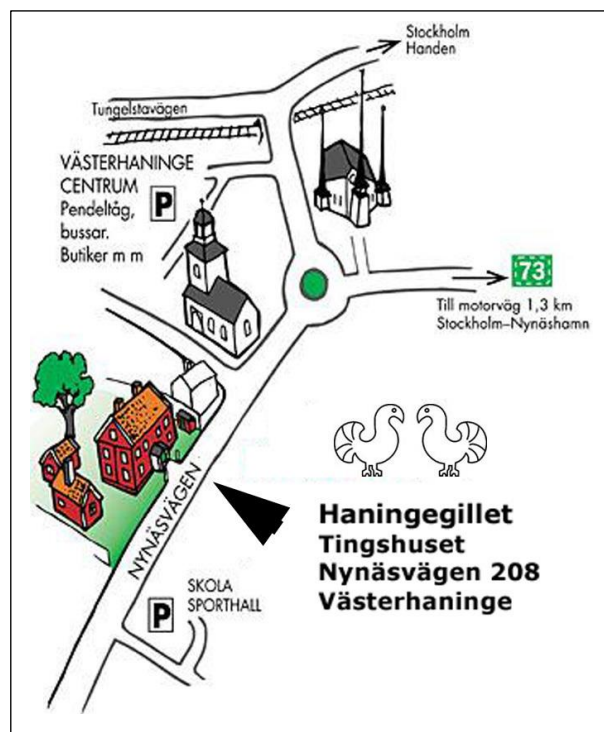 Stockholm
Handen
Tungelstavägen
VÄSTERHANINGE
CENTRUM
Pendeltåg,
bussar.
Butiker m m
P
73
Till motorväg 1,3 km
Stockholm–Nynäshamn
NYNÄSVÄGEN
Haningegillet
Tingshuset
Nynäsvägen 208
Västerhaninge
SKOLA
SPORTHALL
P